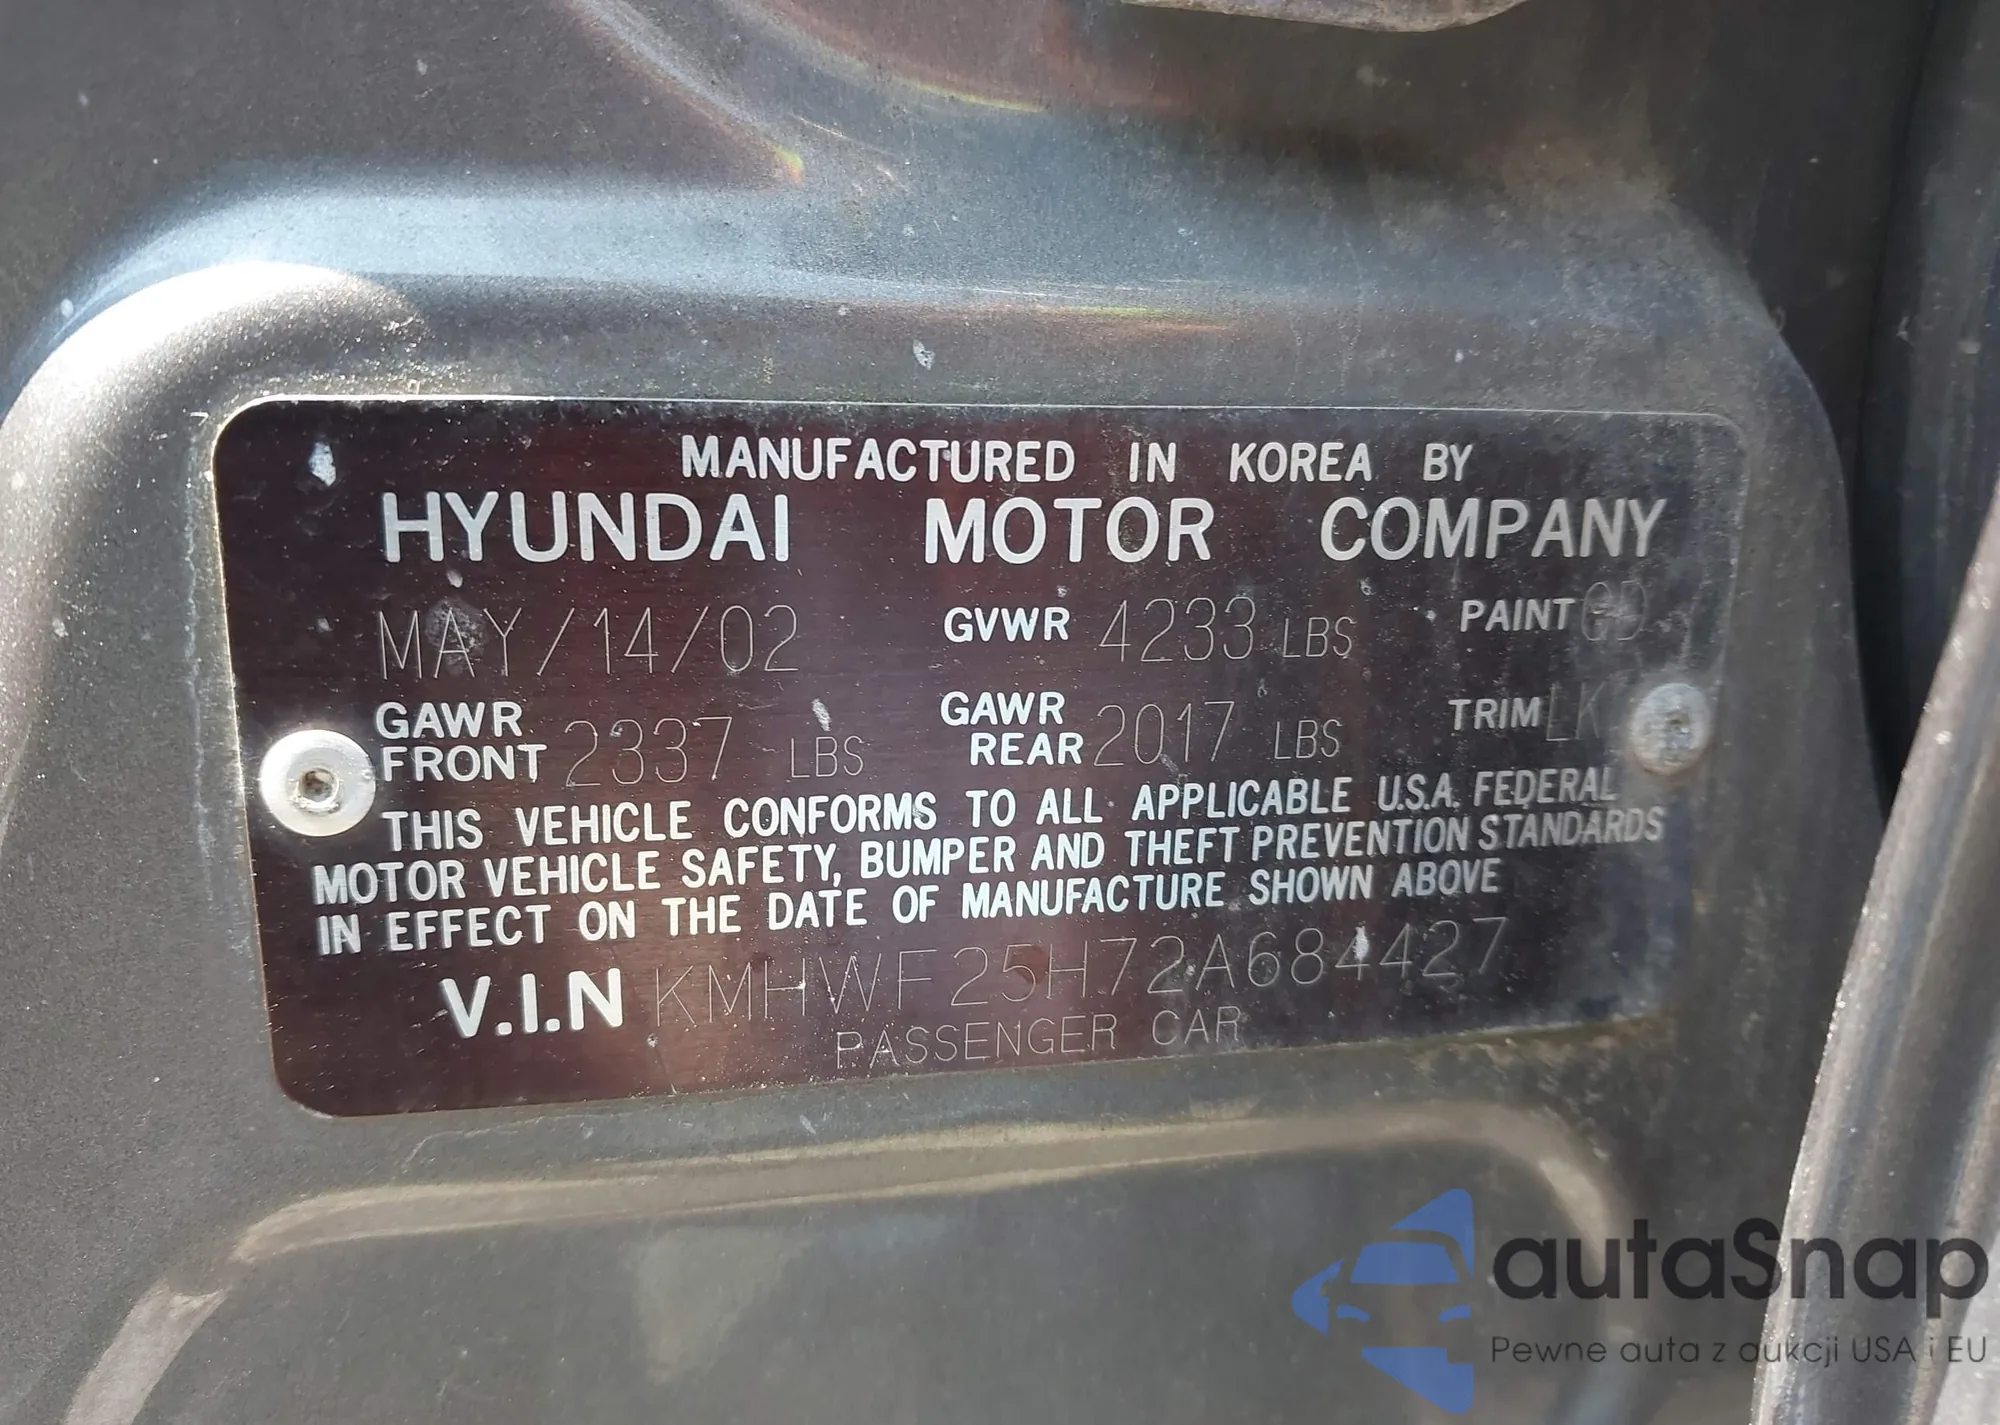 MANUFACTURED IN KOREA BY
HYUNDAI MOTOR COMPANY
MAY/14/02 GVWR 4233 LBS PAINT
GAWR FRONT 2337 LBS GAWR REAR 2017 LBS TRIM
THIS VEHICLE CONFORMS TO ALL APPLICABLE U.S.A. FEDERAL
MOTOR VEHICLE SAFETY, BUMPER AND THEFT PREVENTION STANDARDS
IN EFFECT ON THE DATE OF MANUFACTURE SHOWN ABOVE
V.I.N KMHWF25H72A684427
PASSENGER CAR
autaSnap
Pewne auta z aukcji USA i EU